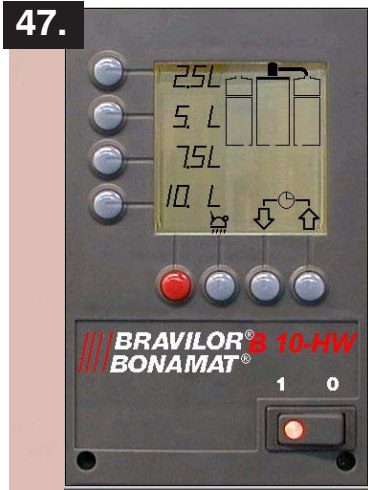 47.
2.5L
5. L
7.5L
10. L
BRAVILOR® B 10-HW
BONAMAT®
1 0